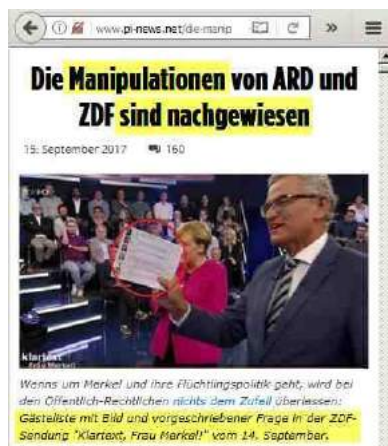 www.pi-news.net/die-manip
Die Manipulationen von ARD und
ZDF sind nachgewiesen
15. September 2017 160
klartext
Frau Merkel!
Wenns um Merkel und ihre Flüchtlingspolitik geht, wird bei
den Öffentlich-Rechtlichen nichts dem Zufall überlassen:
Gästeliste mit Bild und vorgeschriebener Frage in der ZDF-
Sendung "Klartext, Frau Merkel!" vom 14. September.